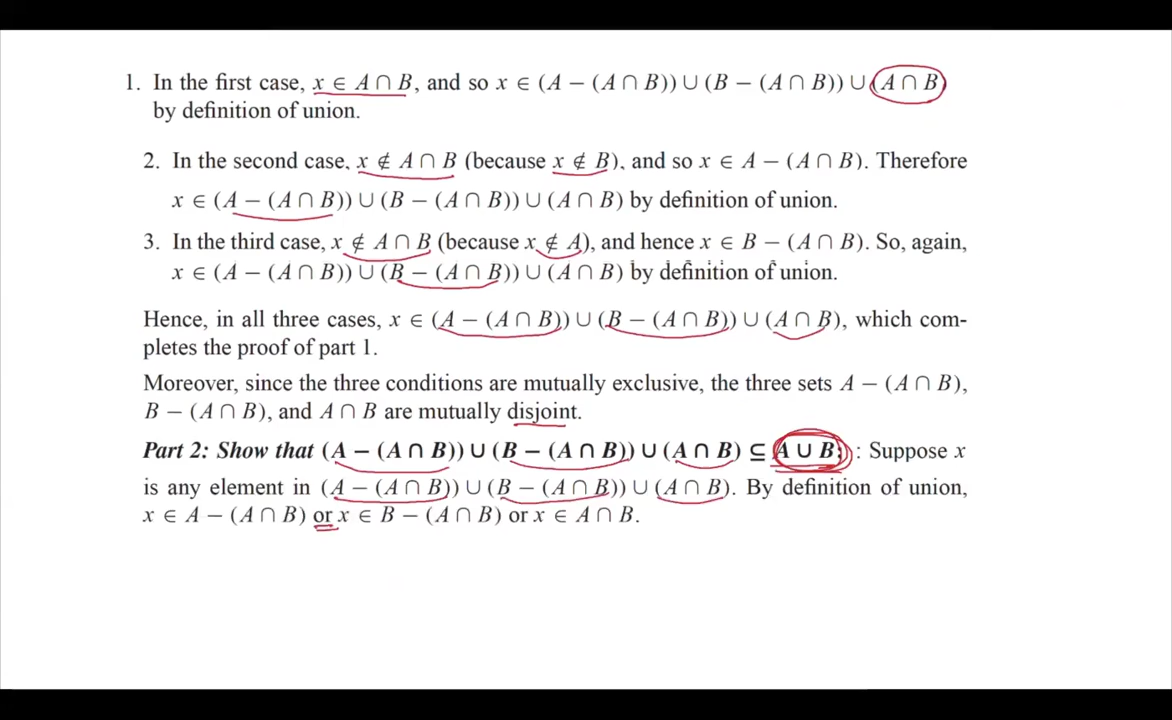 1. In the first case, x ∈ A ∩ B, and so x ∈ (A − (A ∩ B)) ∪ (B − (A ∩ B)) ∪ (A ∩ B)
by definition of union.
2. In the second case, x ∉ A ∩ B (because x ∉ B), and so x ∈ A − (A ∩ B). Therefore
x ∈ (A − (A ∩ B)) ∪ (B − (A ∩ B)) ∪ (A ∩ B) by definition of union.
3. In the third case, x ∉ A ∩ B (because x ∉ A), and hence x ∈ B − (A ∩ B). So, again,
x ∈ (A − (A ∩ B)) ∪ (B − (A ∩ B)) ∪ (A ∩ B) by definition of union.
Hence, in all three cases, x ∈ (A − (A ∩ B)) ∪ (B − (A ∩ B)) ∪ (A ∩ B), which com-
pletes the proof of part 1.
Moreover, since the three conditions are mutually exclusive, the three sets A − (A ∩ B),
B − (A ∩ B), and A ∩ B are mutually disjoint.
Part 2: Show that (A − (A ∩ B)) ∪ (B − (A ∩ B)) ∪ (A ∩ B) ⊆ A ∪ B: : Suppose x
is any element in (A − (A ∩ B)) ∪ (B − (A ∩ B)) ∪ (A ∩ B). By definition of union,
x ∈ A − (A ∩ B) or x ∈ B − (A ∩ B) or x ∈ A ∩ B.